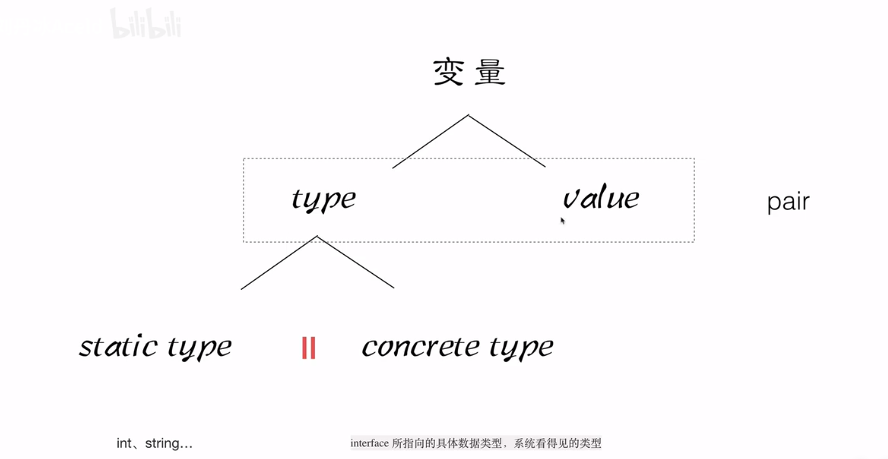 bilibili
变量
type value pair
static type || concrete type
int、string... interface 所指向的具体数据类型，系统看得见的类型